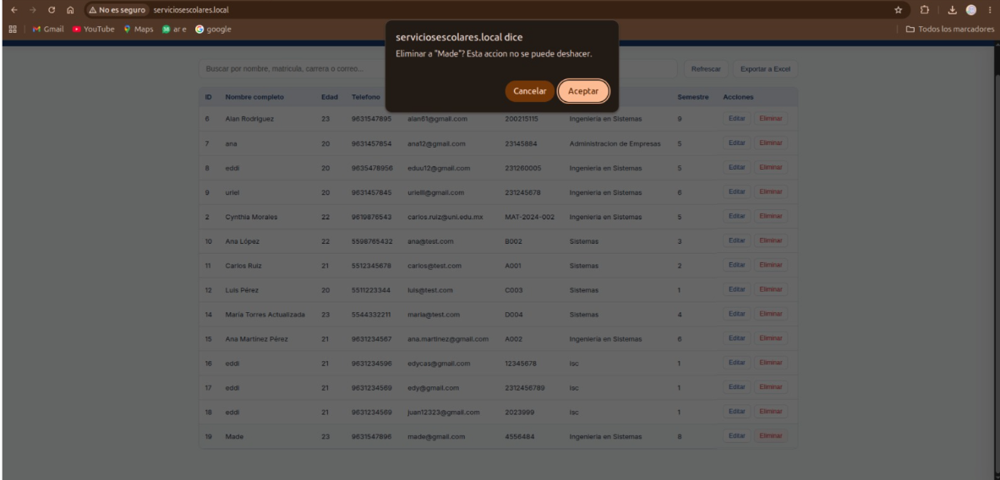 No es seguro serviciosescolares.local
Gmail YouTube Maps ar e google Todos los marcadores
serviciosescolares.local dice
Eliminar a "Made"? Esta accion no se puede deshacer.
Cancelar Aceptar
Buscar por nombre, matricula, carrera o correo... Refrescar Exportar a Excel
ID Nombre completo Edad Telefono Semestre Acciones
6 Alan Rodriguez 23 9631547895 alan61@gmail.com 200215115 Ingenieria en Sistemas 9 Editar Eliminar
7 ana 20 9631457854 ana12@gmail.com 23145884 Administracion de Empresas 5 Editar Eliminar
8 eddi 20 9635478956 eduu12@gmail.com 231260005 Ingenieria en Sistemas 5 Editar Eliminar
9 uriel 20 9631457845 urielll@gmail.com 231245678 Ingenieria en Sistemas 6 Editar Eliminar
2 Cynthia Morales 22 9619876543 carlos.ruiz@uni.edu.mx MAT-2024-002 Ingenieria en Sistemas 5 Editar Eliminar
10 Ana López 22 5598765432 ana@test.com B002 Sistemas 3 Editar Eliminar
11 Carlos Ruiz 21 5512345678 carlos@test.com A001 Sistemas 2 Editar Eliminar
12 Luis Pérez 20 5511223344 luis@test.com C003 Sistemas 1 Editar Eliminar
14 María Torres Actualizada 23 5544332211 maria@test.com D004 Sistemas 4 Editar Eliminar
15 Ana Martínez Pérez 21 9631234567 ana.martinez@gmail.com A002 Ingeniería en Sistemas 6 Editar Eliminar
16 eddi 21 9631234596 edycas@gmail.com 12345678 isc 1 Editar Eliminar
17 eddi 21 9631234569 edy@gmail.com 2312456789 isc 1 Editar Eliminar
18 eddi 21 9631234569 juan12323@gmail.com 2023999 isc 1 Editar Eliminar
19 Made 23 9631547896 made@gmail.com 4556484 Ingenieria en Sistemas 8 Editar Eliminar